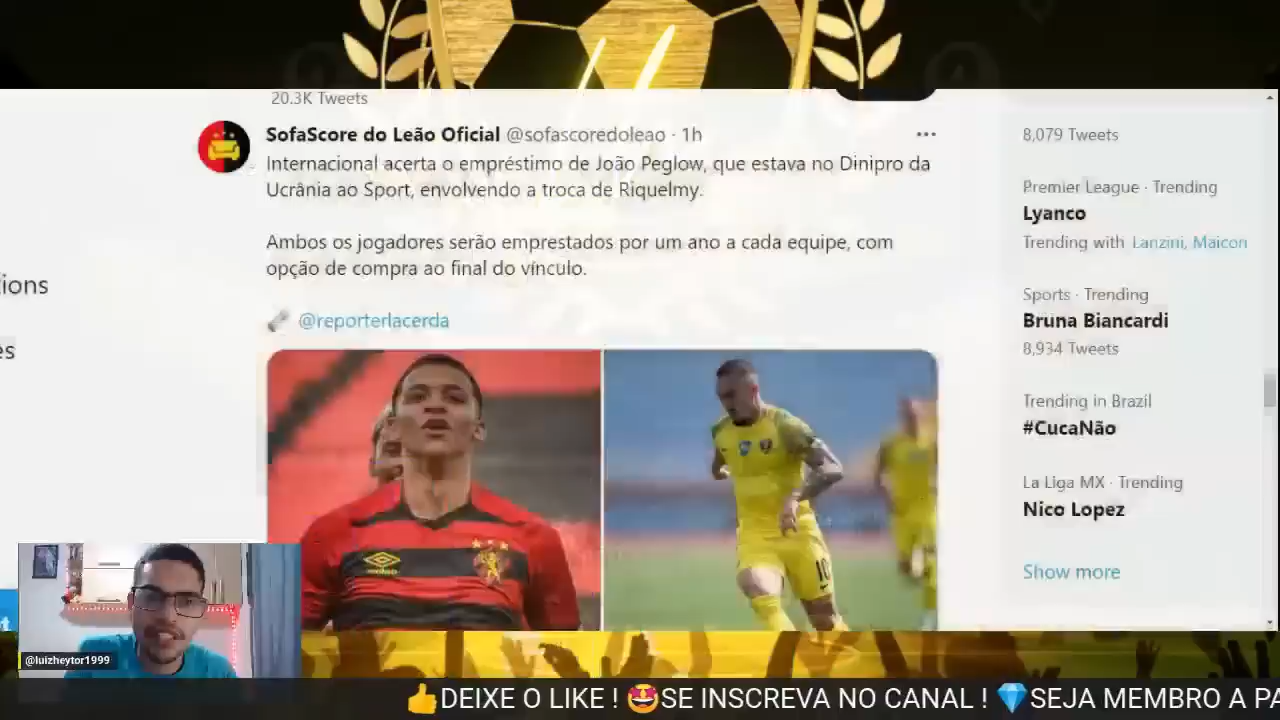 20.3K Tweets
SofaScore do Leão Oficial @sofascoredoleao · 1h
Internacional acerta o empréstimo de João Peglow, que estava no Dinipro da
Ucrânia ao Sport, envolvendo a troca de Riquelmy.
Ambos os jogadores serão emprestados por um ano a cada equipe, com
opção de compra ao final do vínculo.
@reporterlacerda
8,079 Tweets
Premier League · Trending
Lyanco
Trending with Lanzini, Maicon
Sports · Trending
Bruna Biancardi
8,934 Tweets
Trending in Brazil
#CucaNão
La Liga MX · Trending
Nico Lopez
Show more
ions
es
10
@luizheytor1999
👍DEIXE O LIKE ! 🤩SE INSCREVA NO CANAL ! 💎SEJA MEMBRO A PA